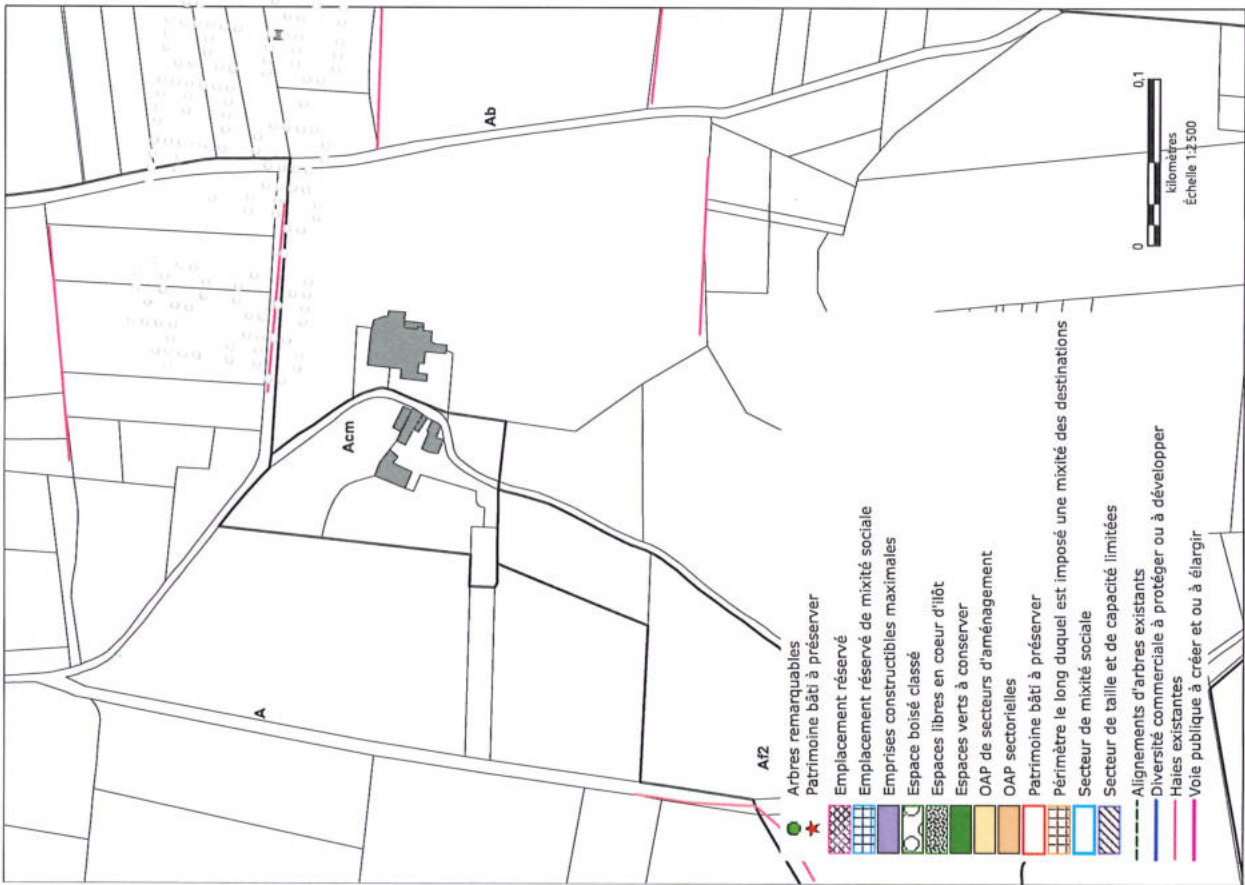 Ab
Acm
A
Af2
0
0,1
kilomètres
Échelle 1:2 500
Arbres remarquables
Patrimoine bâti à préserver
Emplacement réservé
Emplacement réservé de mixité sociale
Emprises constructibles maximales
Espace boisé classé
Espaces libres en coeur d'ilôt
Espaces verts à conserver
OAP de secteurs d'aménagement
OAP sectorielles
Patrimoine bâti à préserver
Périmètre le long duquel est imposé une mixité des destinations
Secteur de mixité sociale
Secteur de taille et de capacité limitées
Alignements d'arbres existants
Diversité commerciale à protéger ou à développer
Haies existantes
Voie publique à créer et ou à élargir